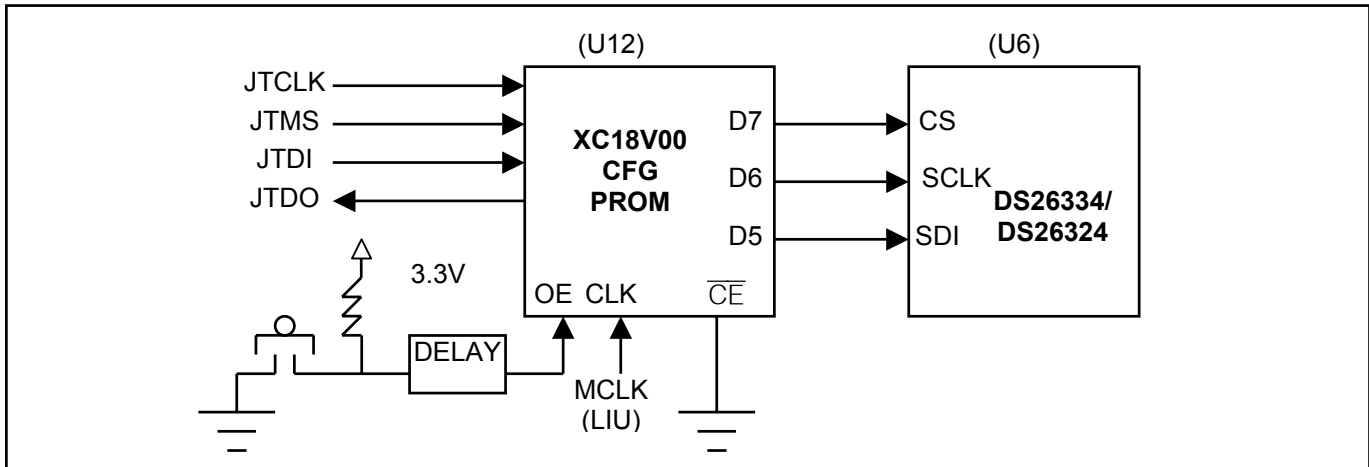 (U12)
(U6)
JTCLK
JTMS
JTDI
JTDO
XC18V00
CFG
PROM
D7
D6
D5
CS
SCLK
SDI
DS26334/
DS26324
3.3V
OE CLK CE
DELAY
MCLK
(LIU)